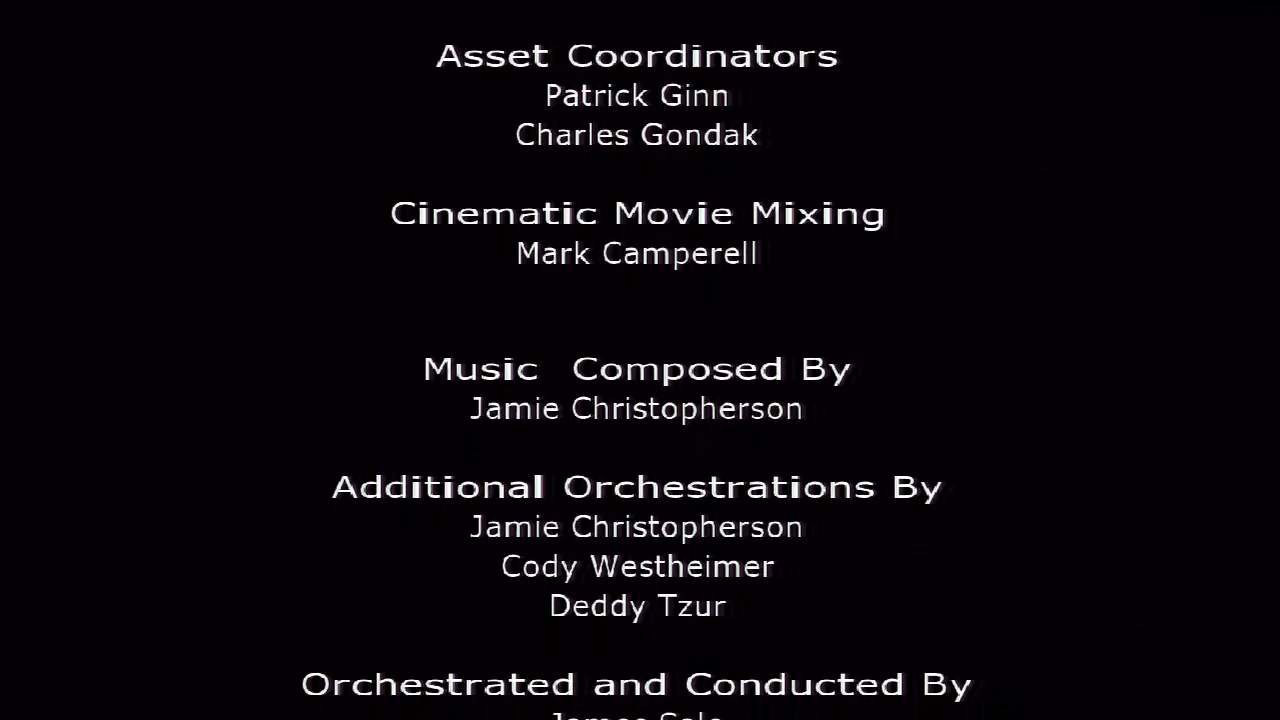 Asset Coordinators
Patrick Ginn
Charles Gondak
Cinematic Movie Mixing
Mark Camperell
Music  Composed By
Jamie Christopherson
Additional Orchestrations By
Jamie Christopherson
Cody Westheimer
Deddy Tzur
Orchestrated and Conducted By
James